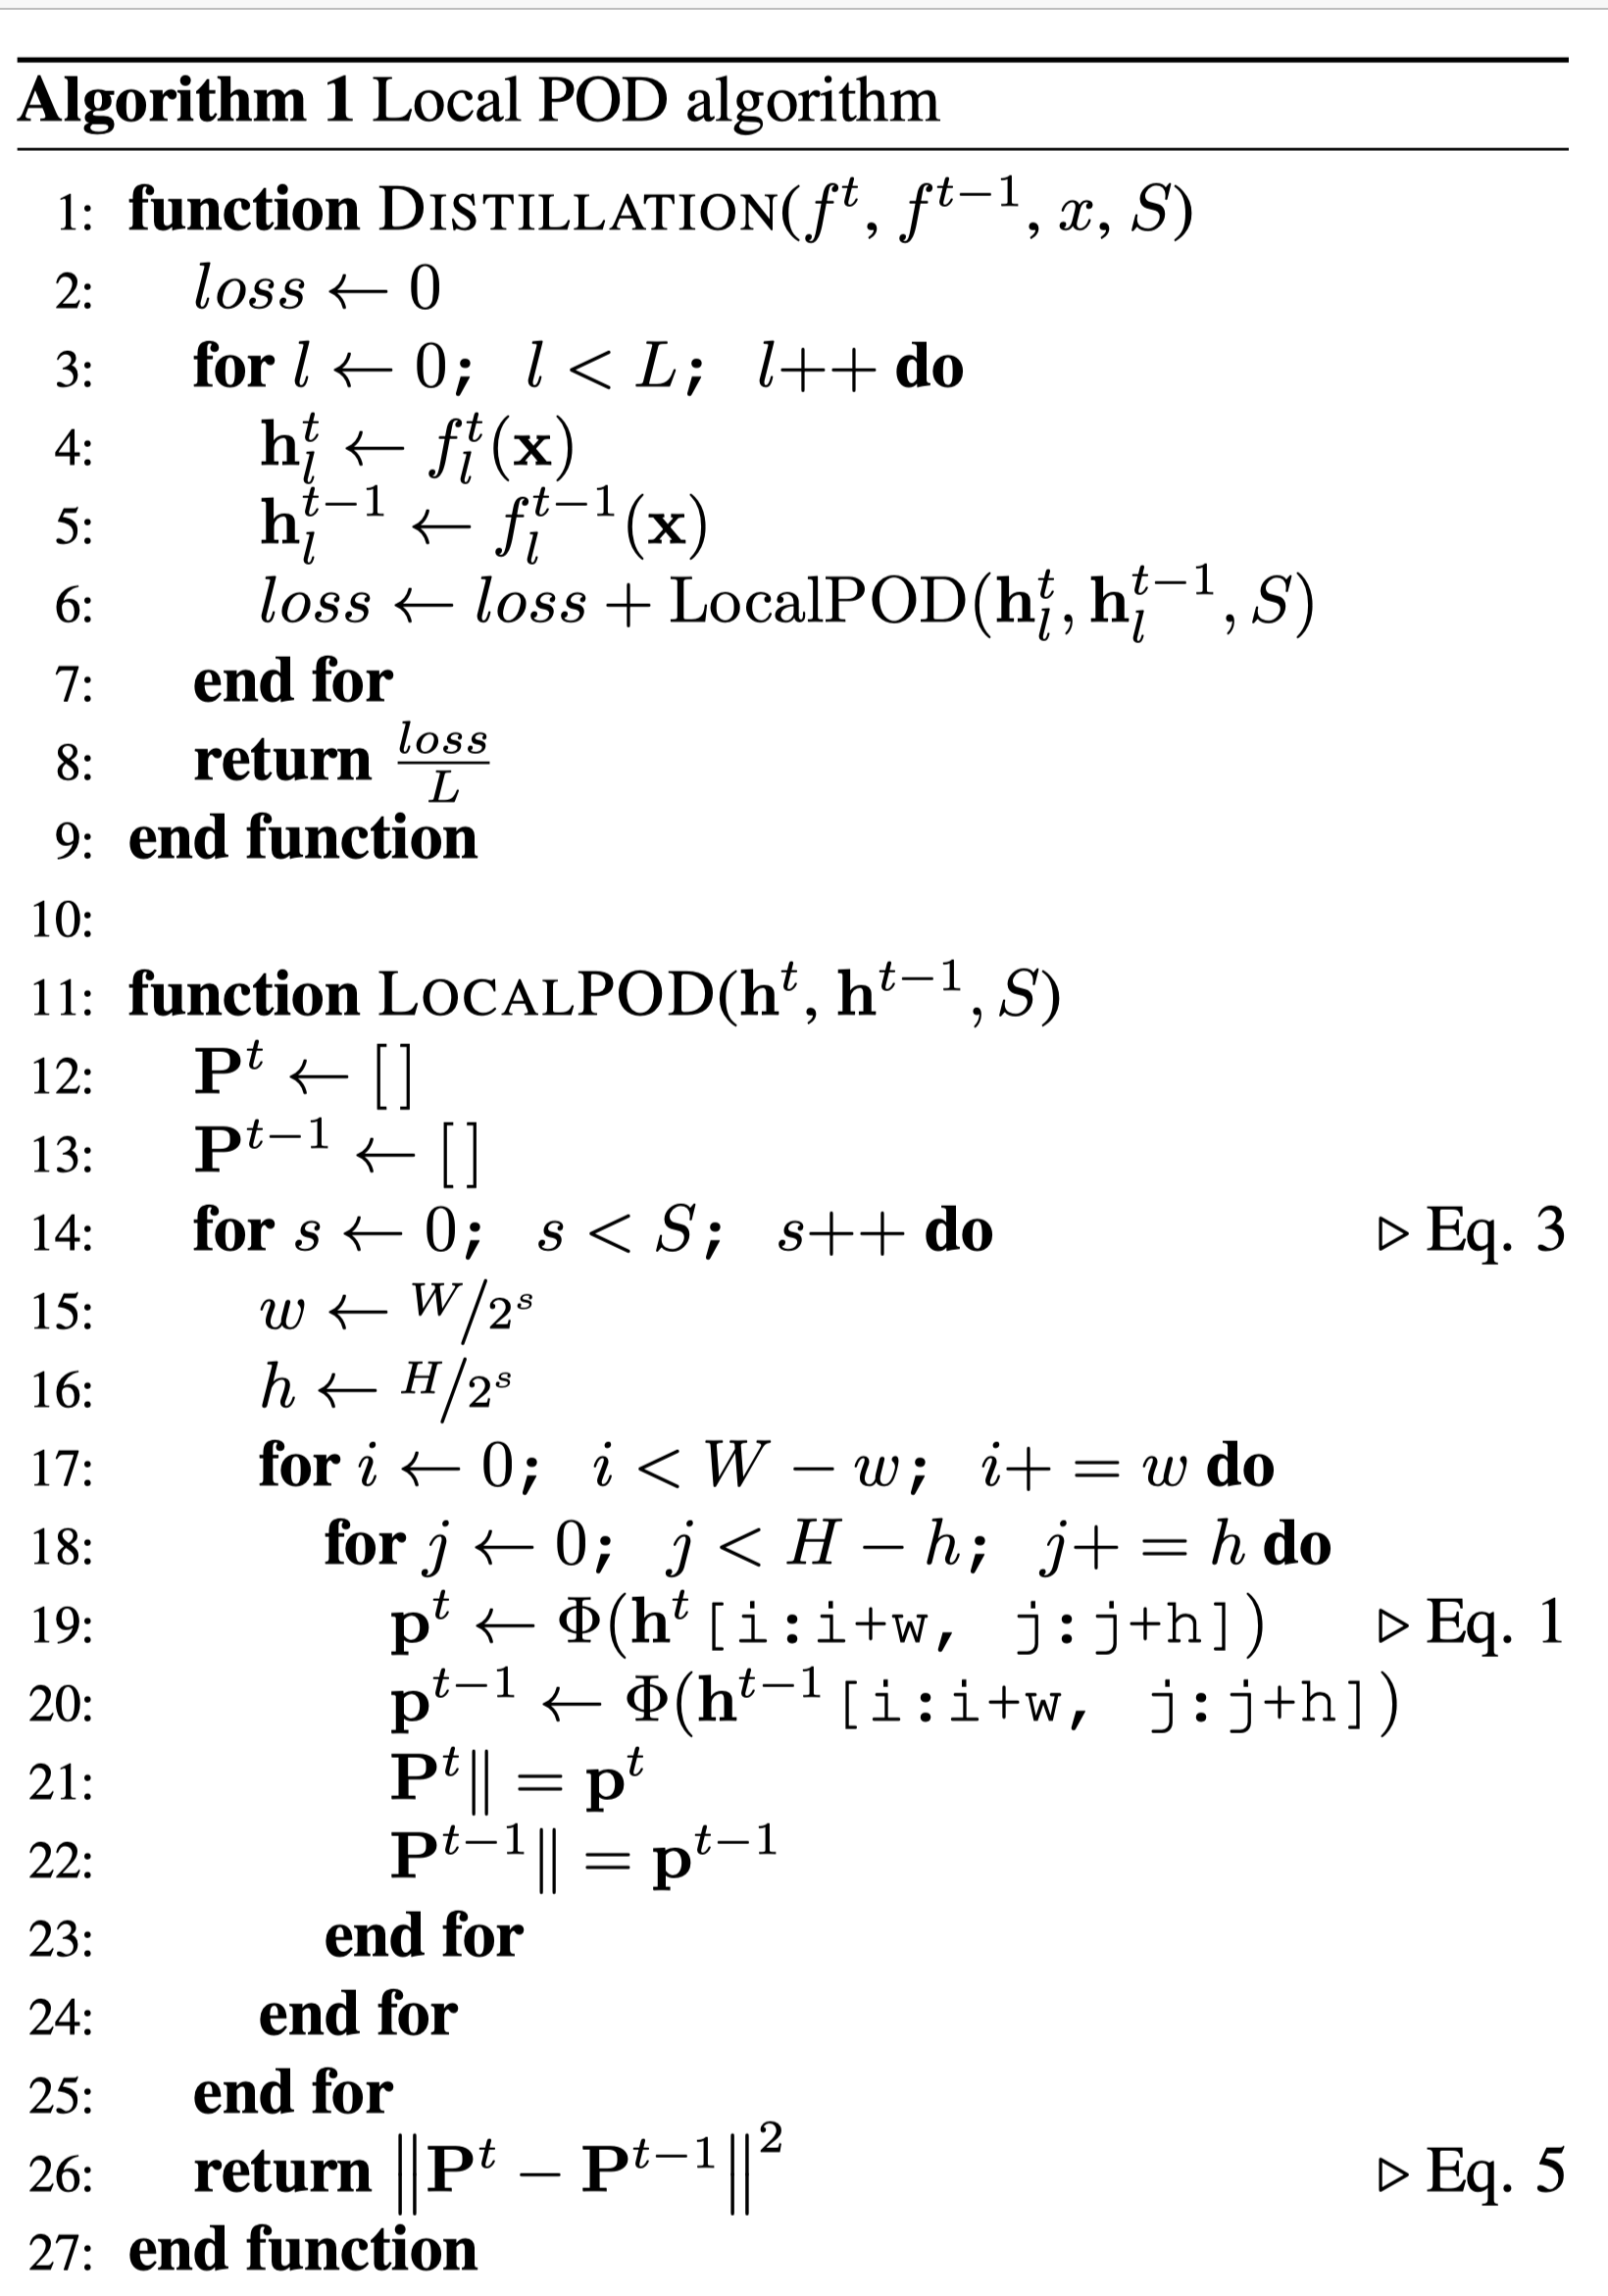 Algorithm 1 Local POD algorithm
1: function DISTILLATION(f^t, f^{t−1}, x, S)
2: loss ← 0
3: for l ← 0; l < L; l++ do
4: h_l^t ← f_l^t(x)
5: h_l^{t−1} ← f_l^{t−1}(x)
6: loss ← loss + LocalPOD(h_l^t, h_l^{t−1}, S)
7: end for
8: return loss/L
9: end function
10:
11: function LOCALPOD(h^t, h^{t−1}, S)
12: P^t ← []
13: P^{t−1} ← []
14: for s ← 0; s < S; s++ do ▷ Eq. 3
15: w ← W/2^s
16: h ← H/2^s
17: for i ← 0; i < W − w; i+ = w do
18: for j ← 0; j < H − h; j+ = h do
19: p^t ← Φ(h^t[i:i+w, j:j+h]) ▷ Eq. 1
20: p^{t−1} ← Φ(h^{t−1}[i:i+w, j:j+h])
21: P^t‖ = p^t
22: P^{t−1}‖ = p^{t−1}
23: end for
24: end for
25: end for
26: return ‖P^t − P^{t−1}‖^2 ▷ Eq. 5
27: end function